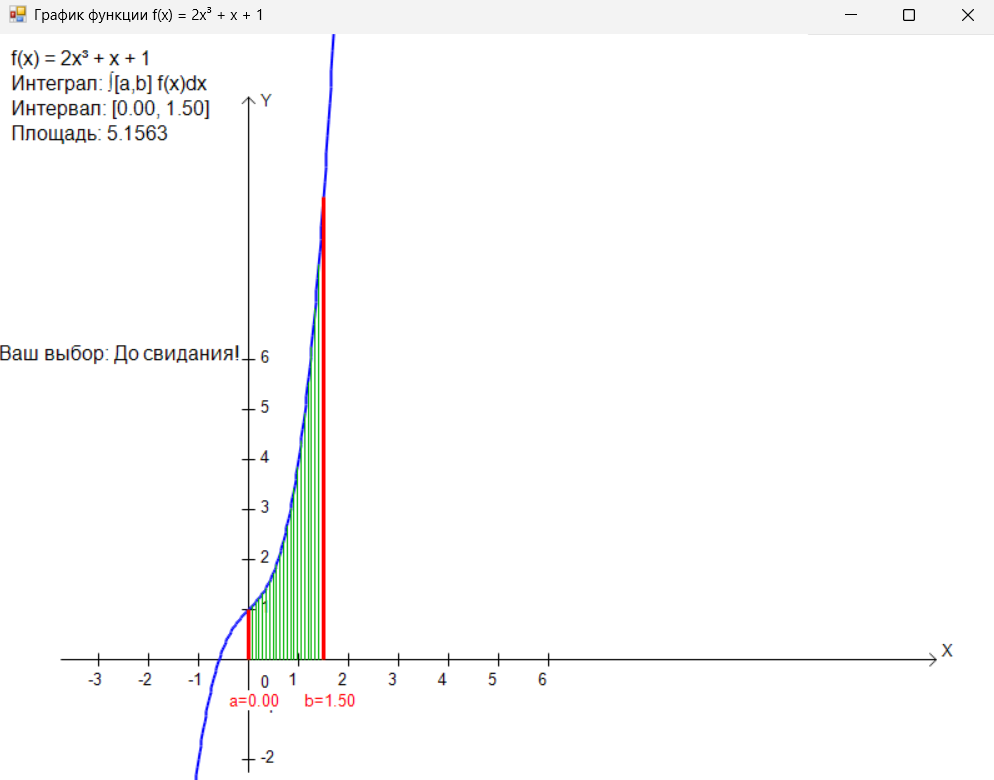 График функции f(x) = 2x³ + x + 1
f(x) = 2x³ + x + 1
Интеграл: ∫[a,b] f(x)dx
Интервал: [0.00, 1.50]
Площадь: 5.1563
Y
Ваш выбор: До свидания!
6
5
4
3
2
1
X
-3 -2 -1 0 1 2 3 4 5 6
a=0.00 b=1.50
-2